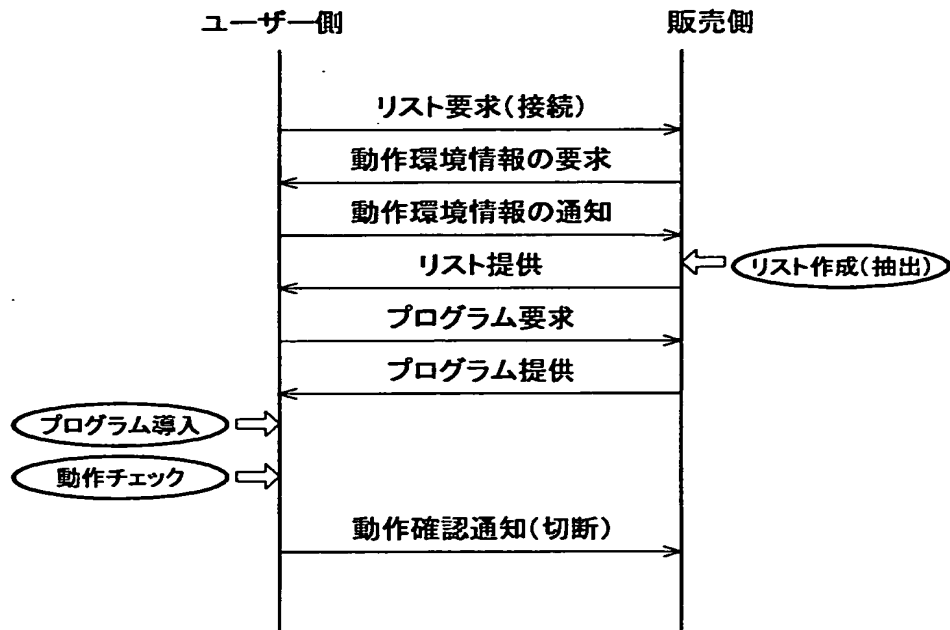 ユーザー側
販売側
リスト要求(接続)
動作環境情報の要求
動作環境情報の通知
リスト提供
リスト作成(抽出)
プログラム要求
プログラム提供
プログラム導入
動作チェック
動作確認通知(切断)